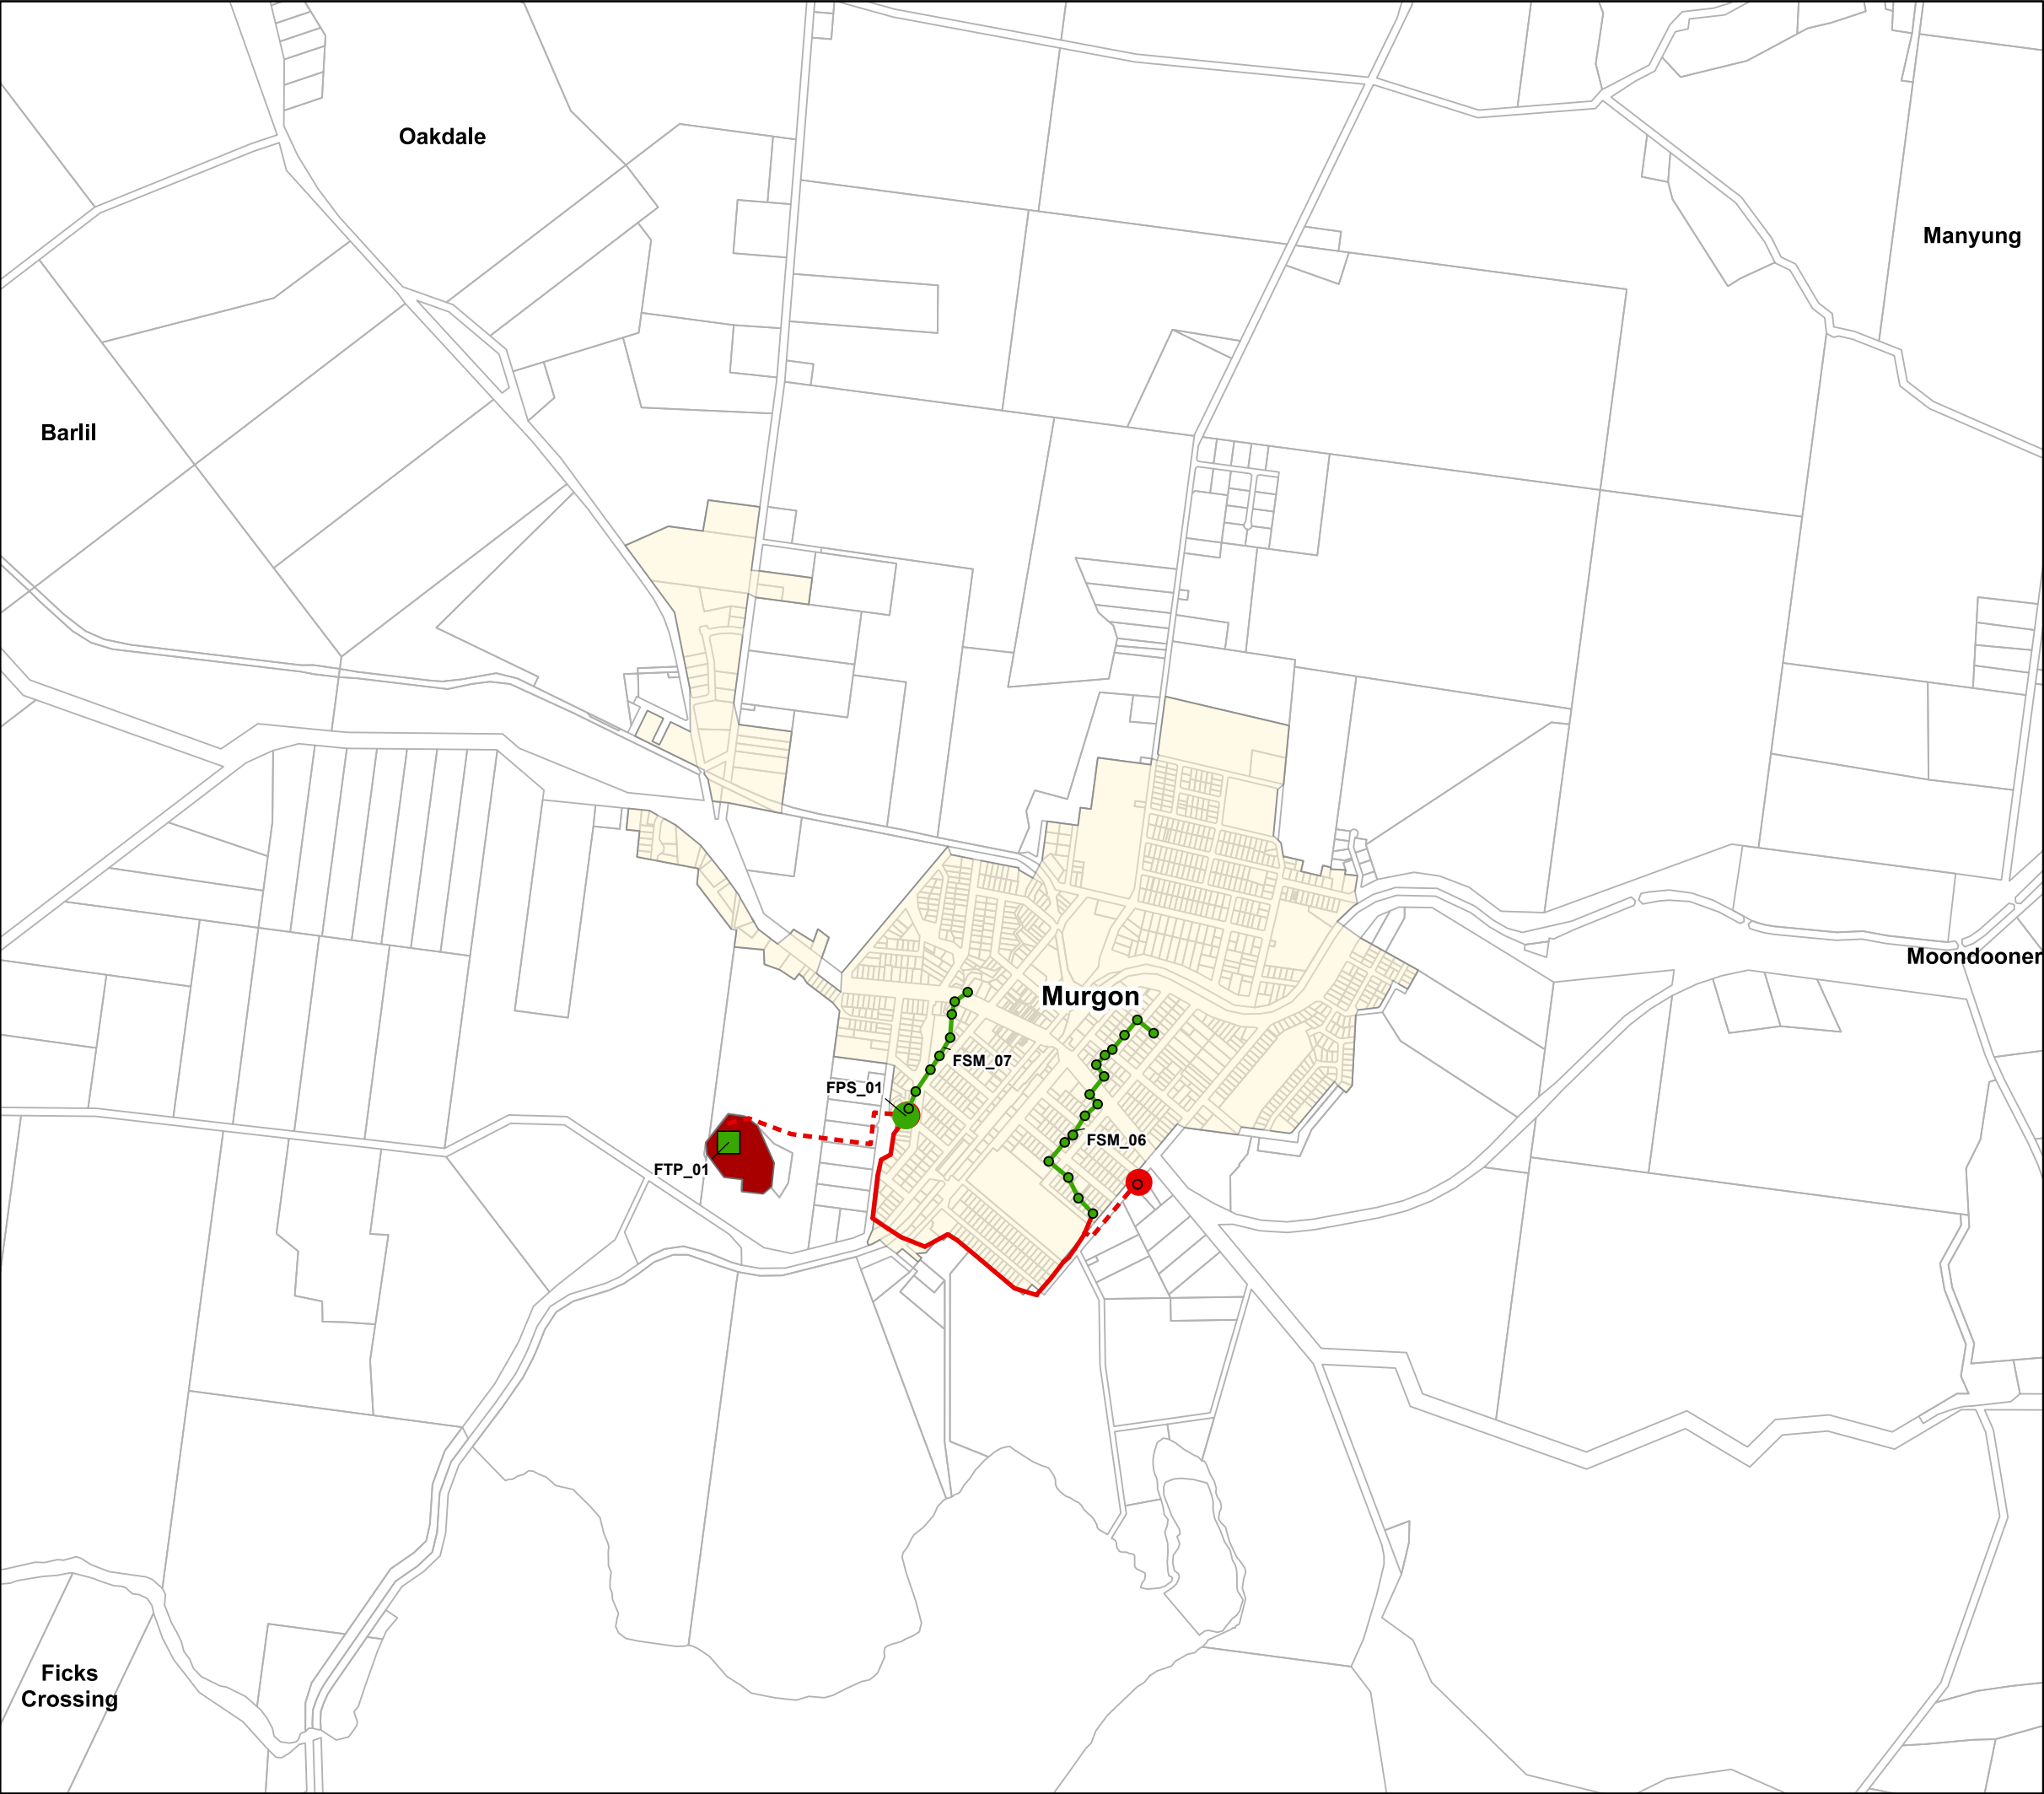 Oakdale
Manyung
Barlil
Moondooner
Murgon
FSM_07
FPS_01
FSM_06
FTP_01
Ficks
Crossing